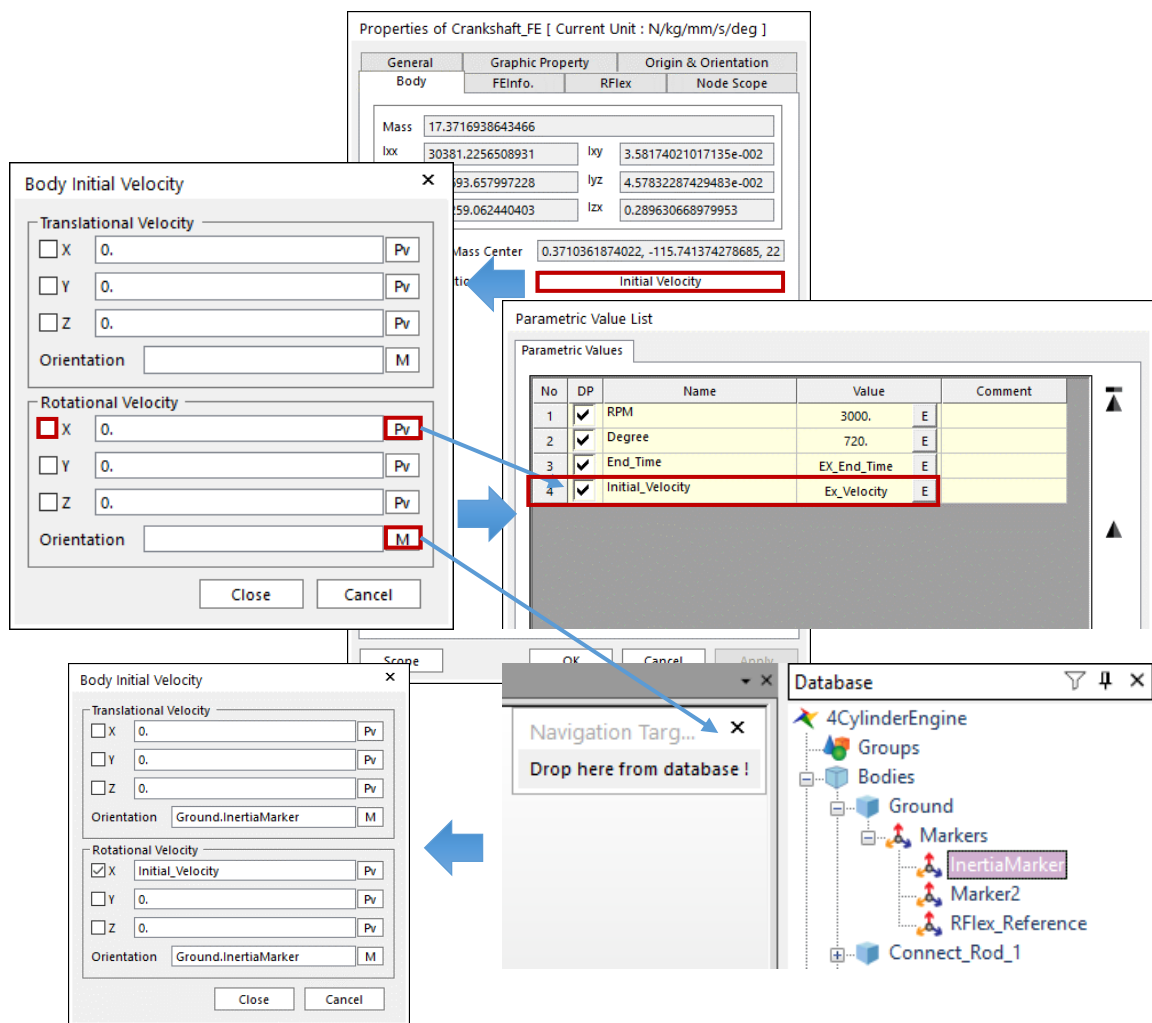 Properties of Crankshaft_FE [ Current Unit : N/kg/mm/s/deg ]
General Graphic Property Origin & Orientation
Body FEInfo. RFlex Node Scope
Mass 17.3716938643466
Ixx 30381.2256508931 Ixy 3.58174021017135e-002
93.657997228 Iyz 4.57832287429483e-002
259.062440403 Izx 0.289630668979953
Mass Center 0.3710361874022, -115.741374278685, 22
Initial Velocity
Scope OK Cancel Apply
Body Initial Velocity ×
Translational Velocity
X 0. Pv
Y 0. Pv
Z 0. Pv
Orientation M
Rotational Velocity
X 0. Pv
Y 0. Pv
Z 0. Pv
Orientation M
Close Cancel
Parametric Value List
Parametric Values
No DP Name Value Comment
1 RPM 3000. E
2 Degree 720. E
3 End_Time EX_End_Time E
4 Initial_Velocity Ex_Velocity E
Body Initial Velocity ×
Translational Velocity
X 0. Pv
Y 0. Pv
Z 0. Pv
Orientation Ground.InertiaMarker M
Rotational Velocity
X Initial_Velocity Pv
Y 0. Pv
Z 0. Pv
Orientation Ground.InertiaMarker M
Close Cancel
Navigation Targ... ×
Drop here from database !
Database
4CylinderEngine
Groups
Bodies
Ground
Markers
InertiaMarker
Marker2
RFlex_Reference
Connect_Rod_1